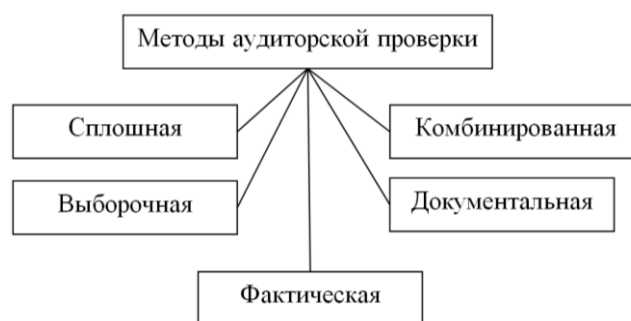 Методы аудиторской проверки
Сплошная
Комбинированная
Выборочная
Документальная
Фактическая